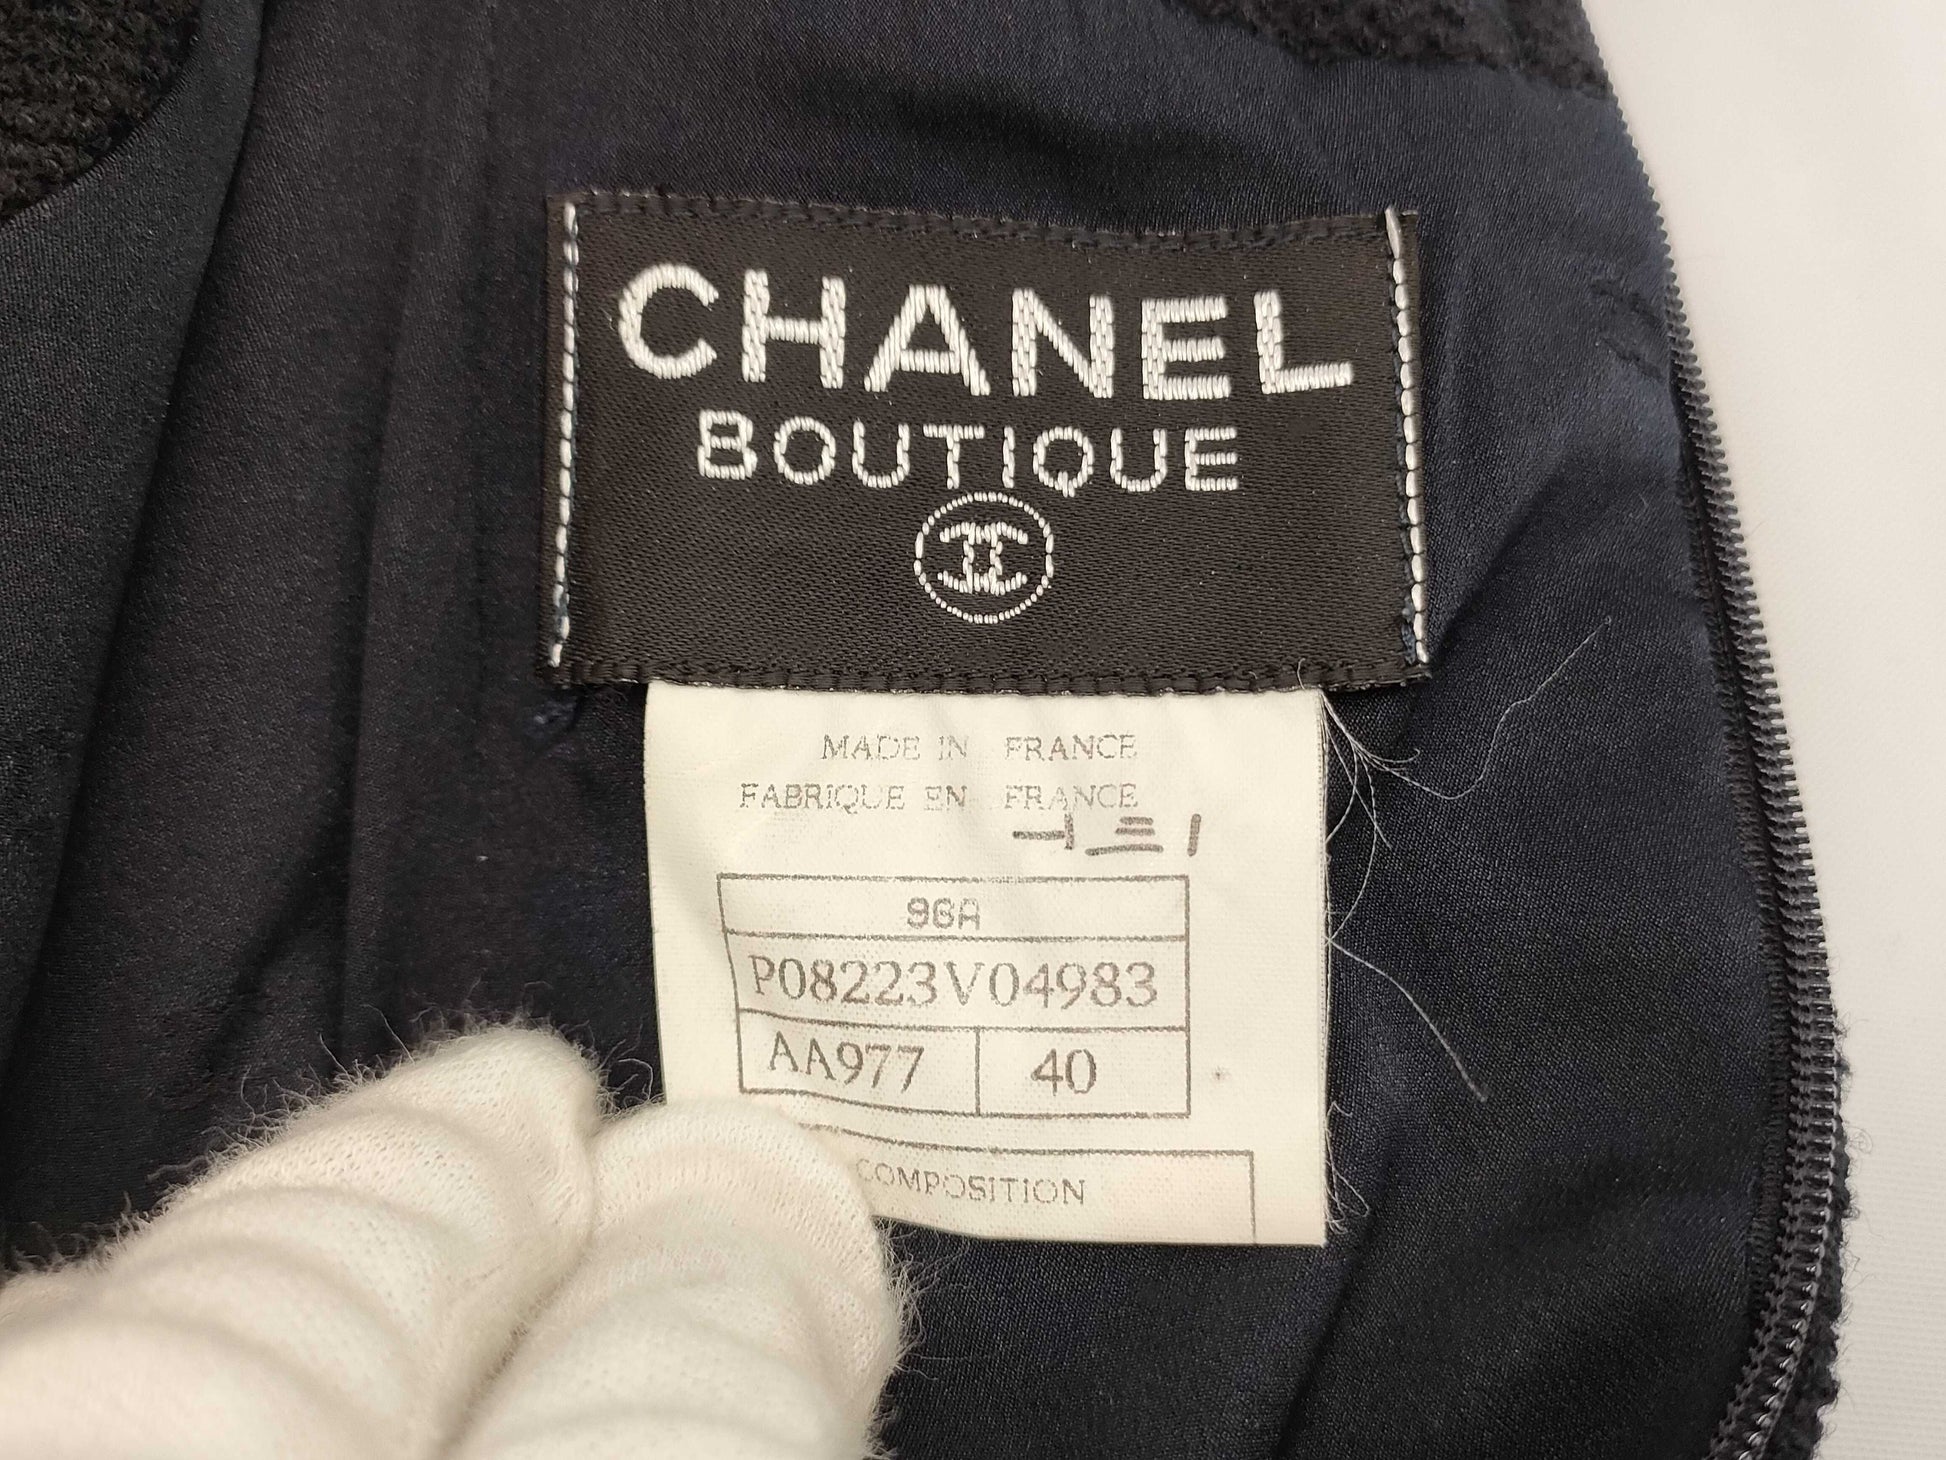 CHANEL
BOUTIQUE
MADE IN FRANCE
FABRIQUE EN FRANCE
96A
P08223V04983
AA977 40
COMPOSITION